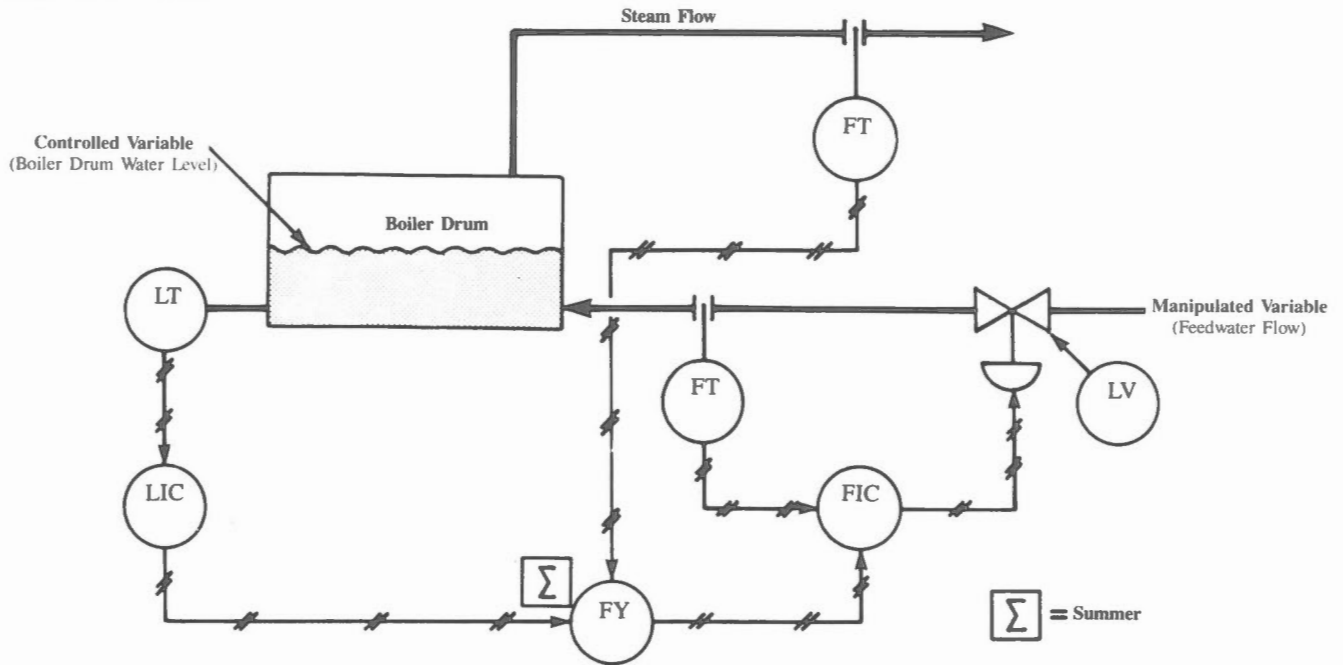 Steam Flow
FT
Controlled Variable
(Boiler Drum Water Level)
Boiler Drum
LT
Manipulated Variable
(Feedwater Flow)
FT
LV
LIC
FIC
Σ
FY
Σ = Summer